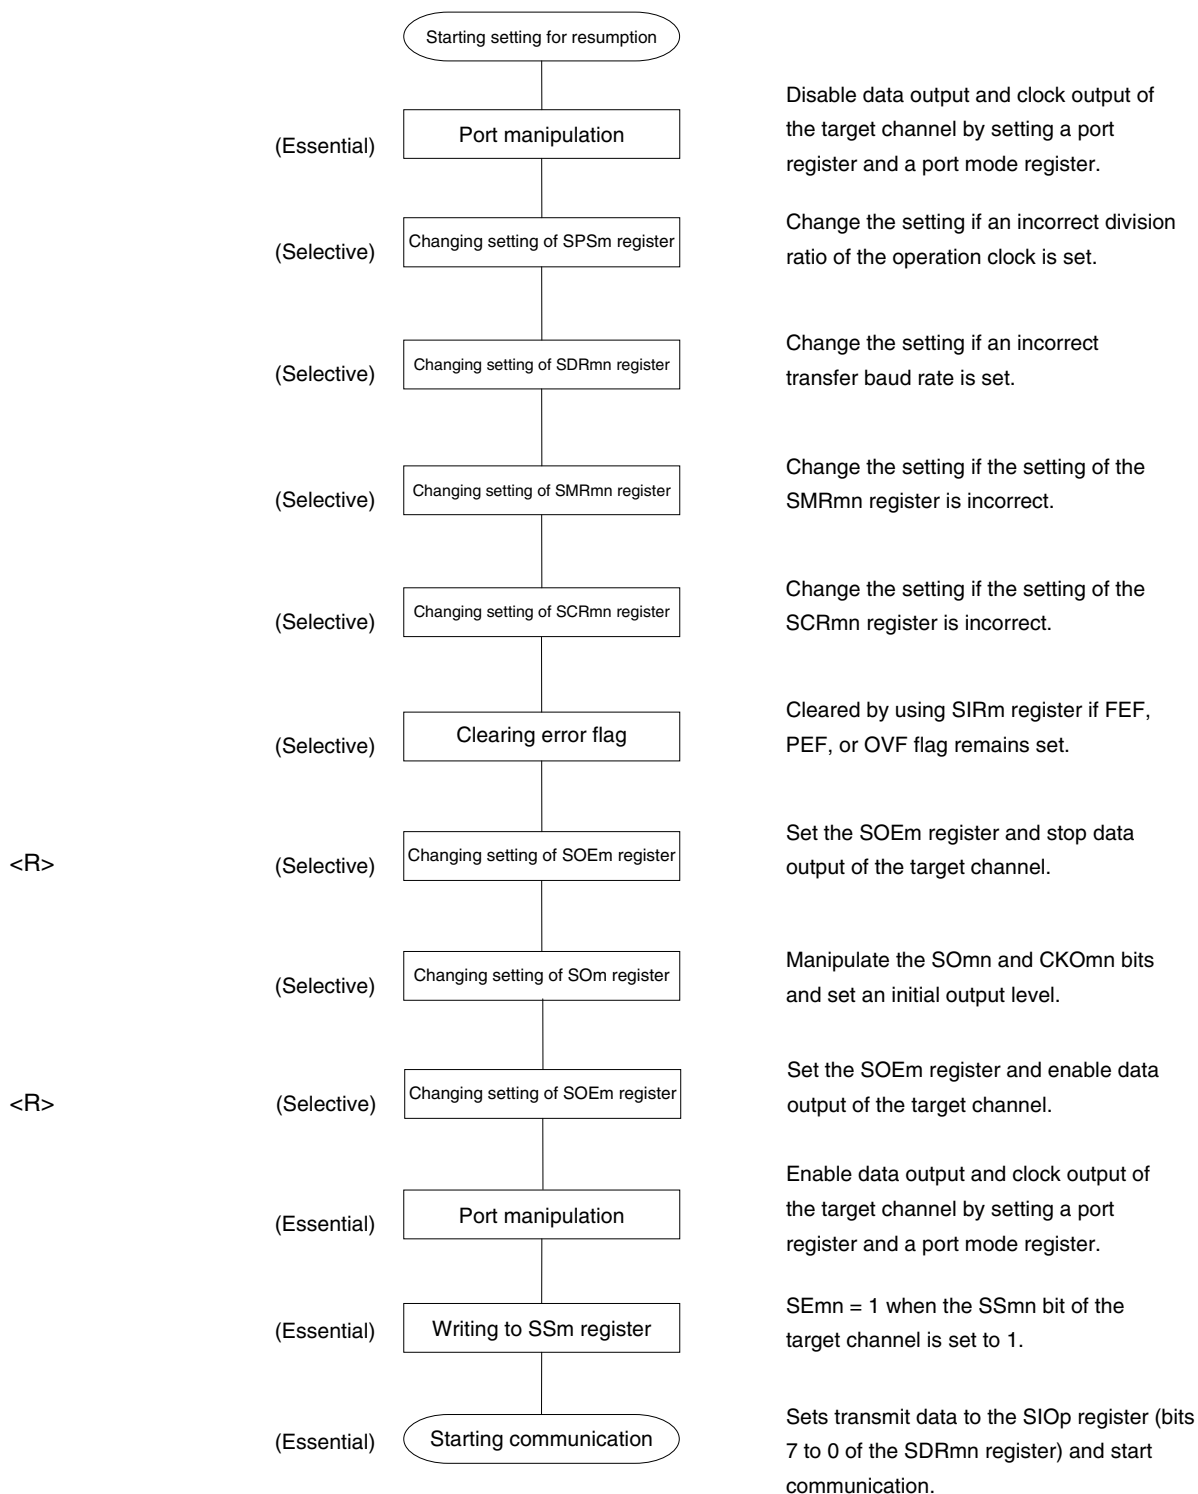 Starting setting for resumption
(Essential)
Port manipulation
Disable data output and clock output of
the target channel by setting a port
register and a port mode register.
(Selective)
Changing setting of SPSm register
Change the setting if an incorrect division
ratio of the operation clock is set.
(Selective)
Changing setting of SDRmn register
Change the setting if an incorrect
transfer baud rate is set.
(Selective)
Changing setting of SMRmn register
Change the setting if the setting of the
SMRmn register is incorrect.
(Selective)
Changing setting of SCRmn register
Change the setting if the setting of the
SCRmn register is incorrect.
(Selective)
Clearing error flag
Cleared by using SIRm register if FEF,
PEF, or OVF flag remains set.
<R>
(Selective)
Changing setting of SOEm register
Set the SOEm register and stop data
output of the target channel.
(Selective)
Changing setting of SOm register
Manipulate the SOmn and CKOmn bits
and set an initial output level.
<R>
(Selective)
Changing setting of SOEm register
Set the SOEm register and enable data
output of the target channel.
(Essential)
Port manipulation
Enable data output and clock output of
the target channel by setting a port
register and a port mode register.
(Essential)
Writing to SSm register
SEmn = 1 when the SSmn bit of the
target channel is set to 1.
(Essential)
Starting communication
Sets transmit data to the SIOp register (bits
7 to 0 of the SDRmn register) and start
communication.